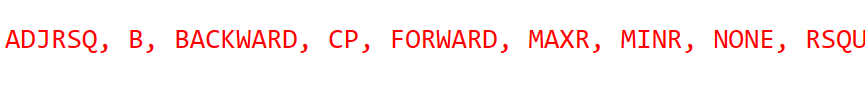 ADJRSQ, B, BACKWARD, CP, FORWARD, MAXR, MINR, NONE, RSQU